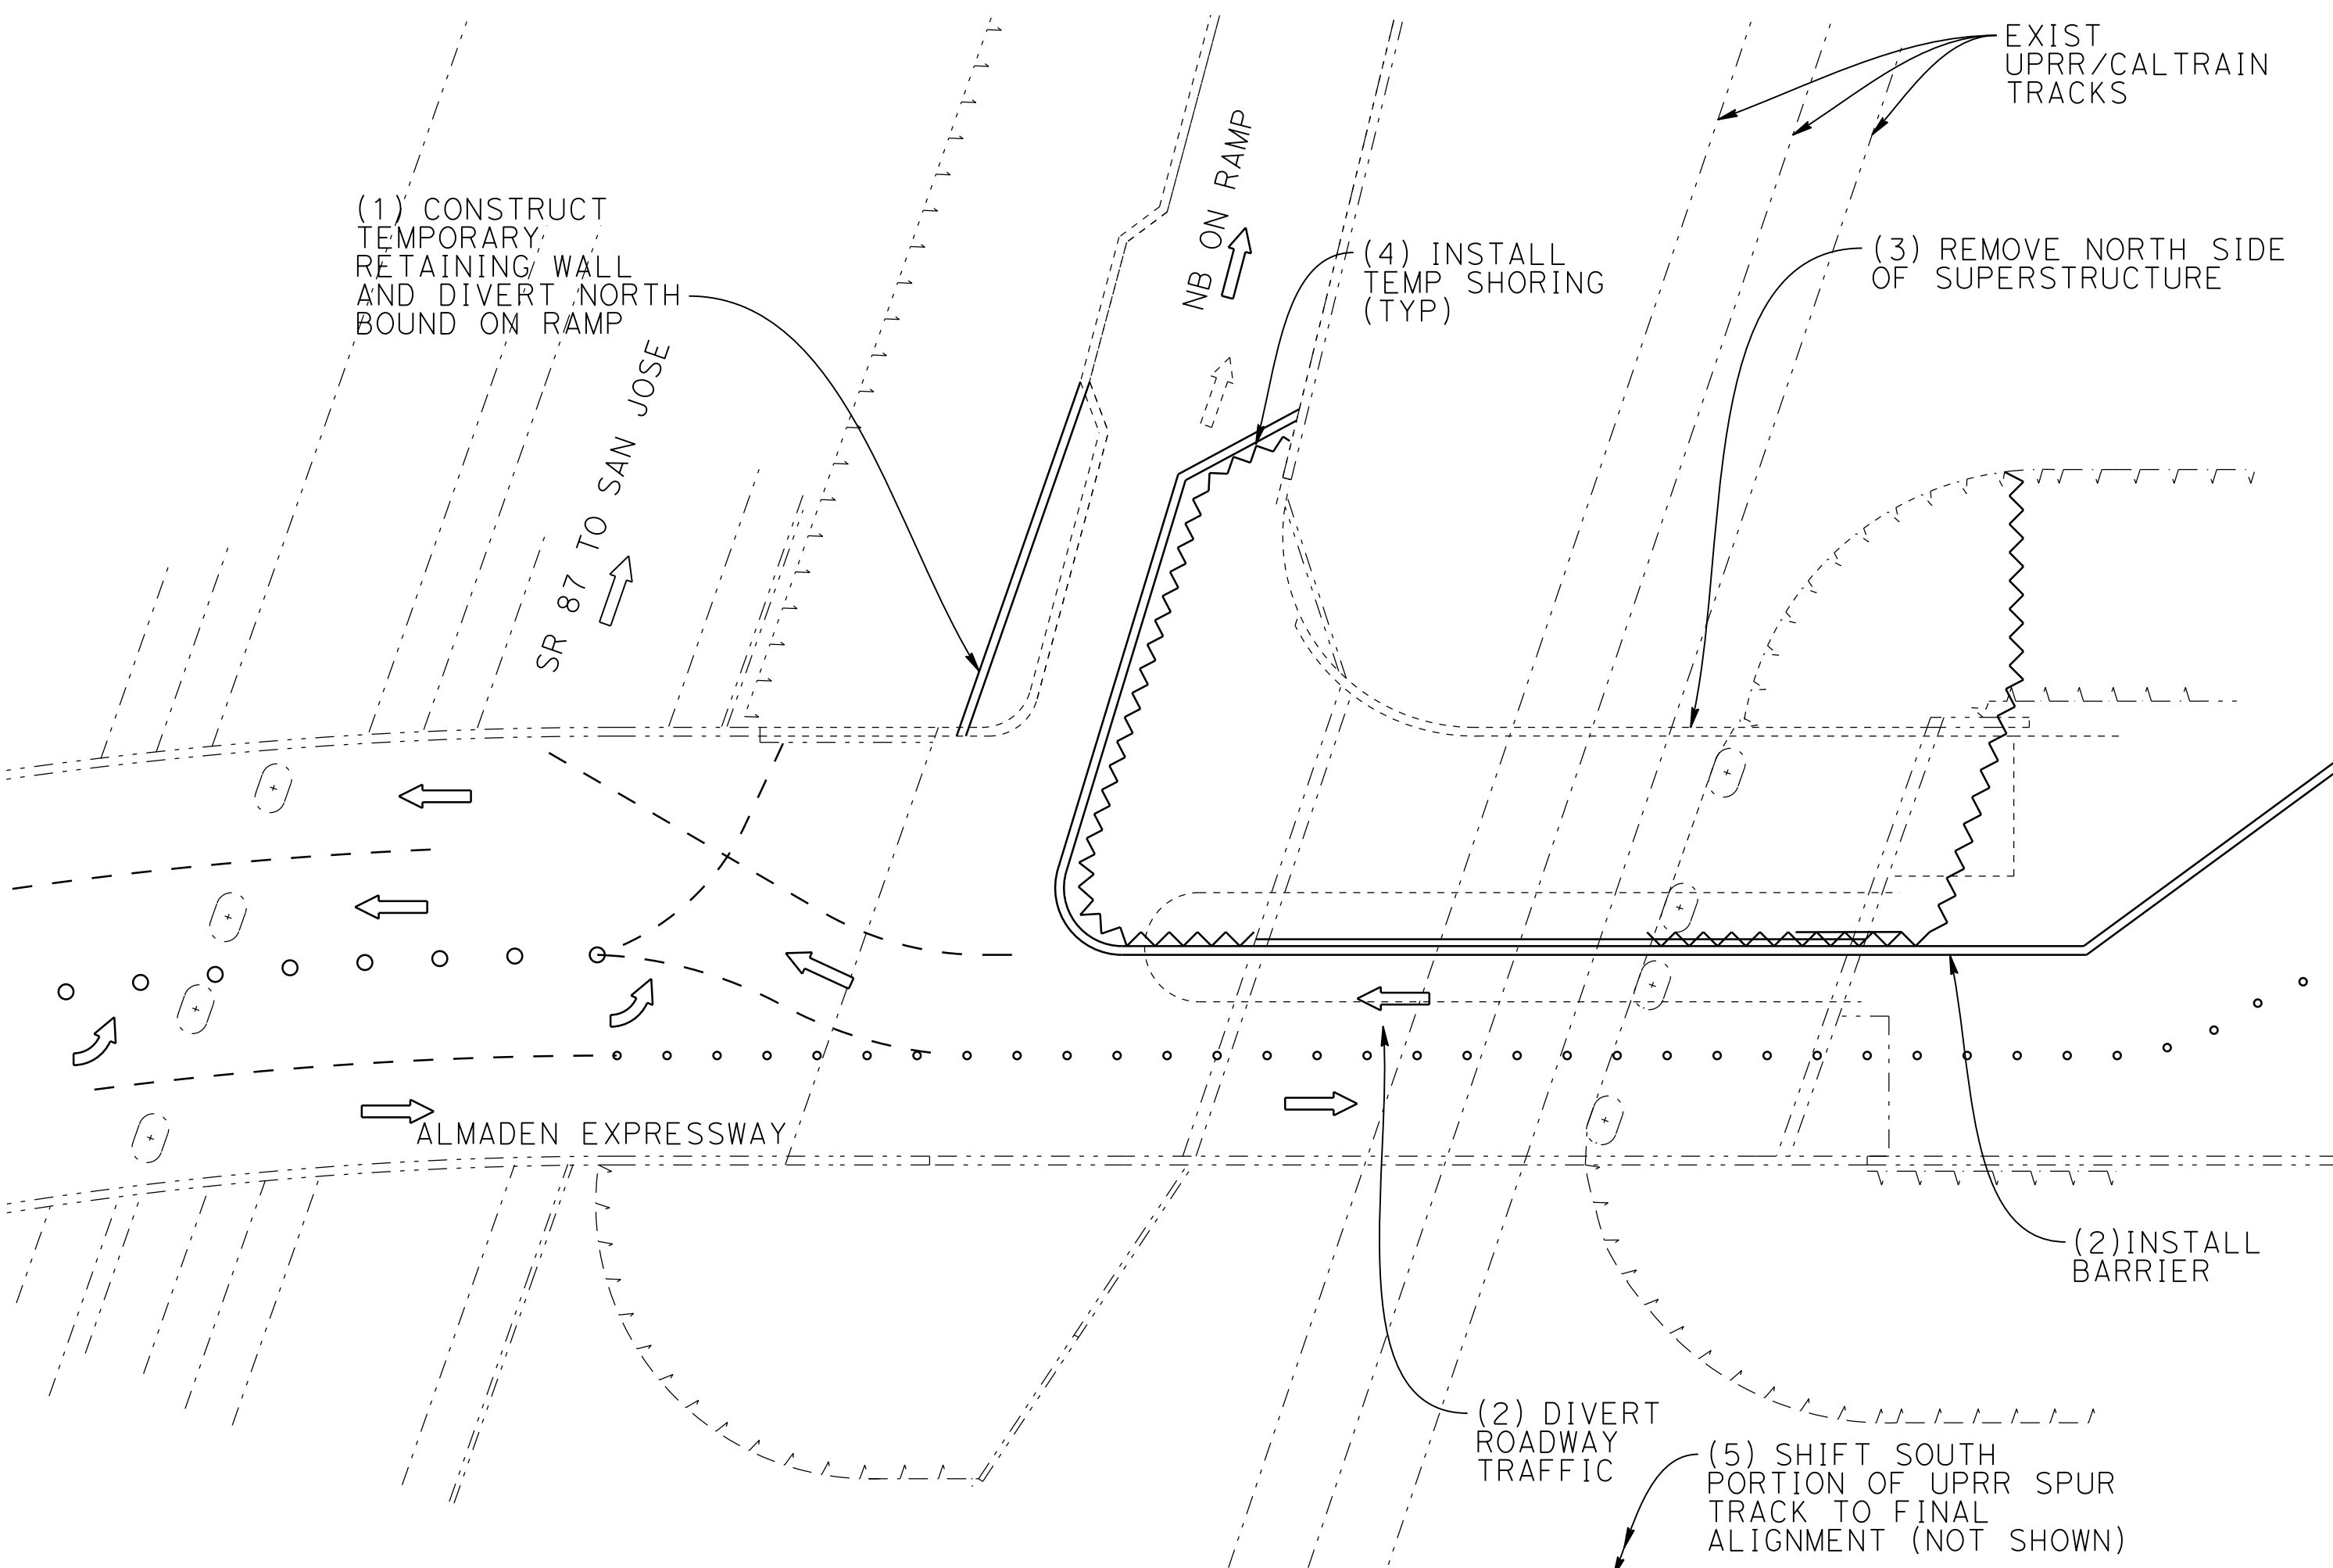 EXIST
UPRR/CALTRAIN
TRACKS
(1) CONSTRUCT
TEMPORARY
RETAINING WALL
AND DIVERT NORTH
BOUND ON RAMP
NB ON RAMP
(4) INSTALL
TEMP SHORING
(TYP)
(3) REMOVE NORTH SIDE
OF SUPERSTRUCTURE
SR 87 TO SAN JOSE
ALMADEN EXPRESSWAY
(2)INSTALL
BARRIER
(2) DIVERT
ROADWAY
TRAFFIC
(5) SHIFT SOUTH
PORTION OF UPRR SPUR
TRACK TO FINAL
ALIGNMENT (NOT SHOWN)